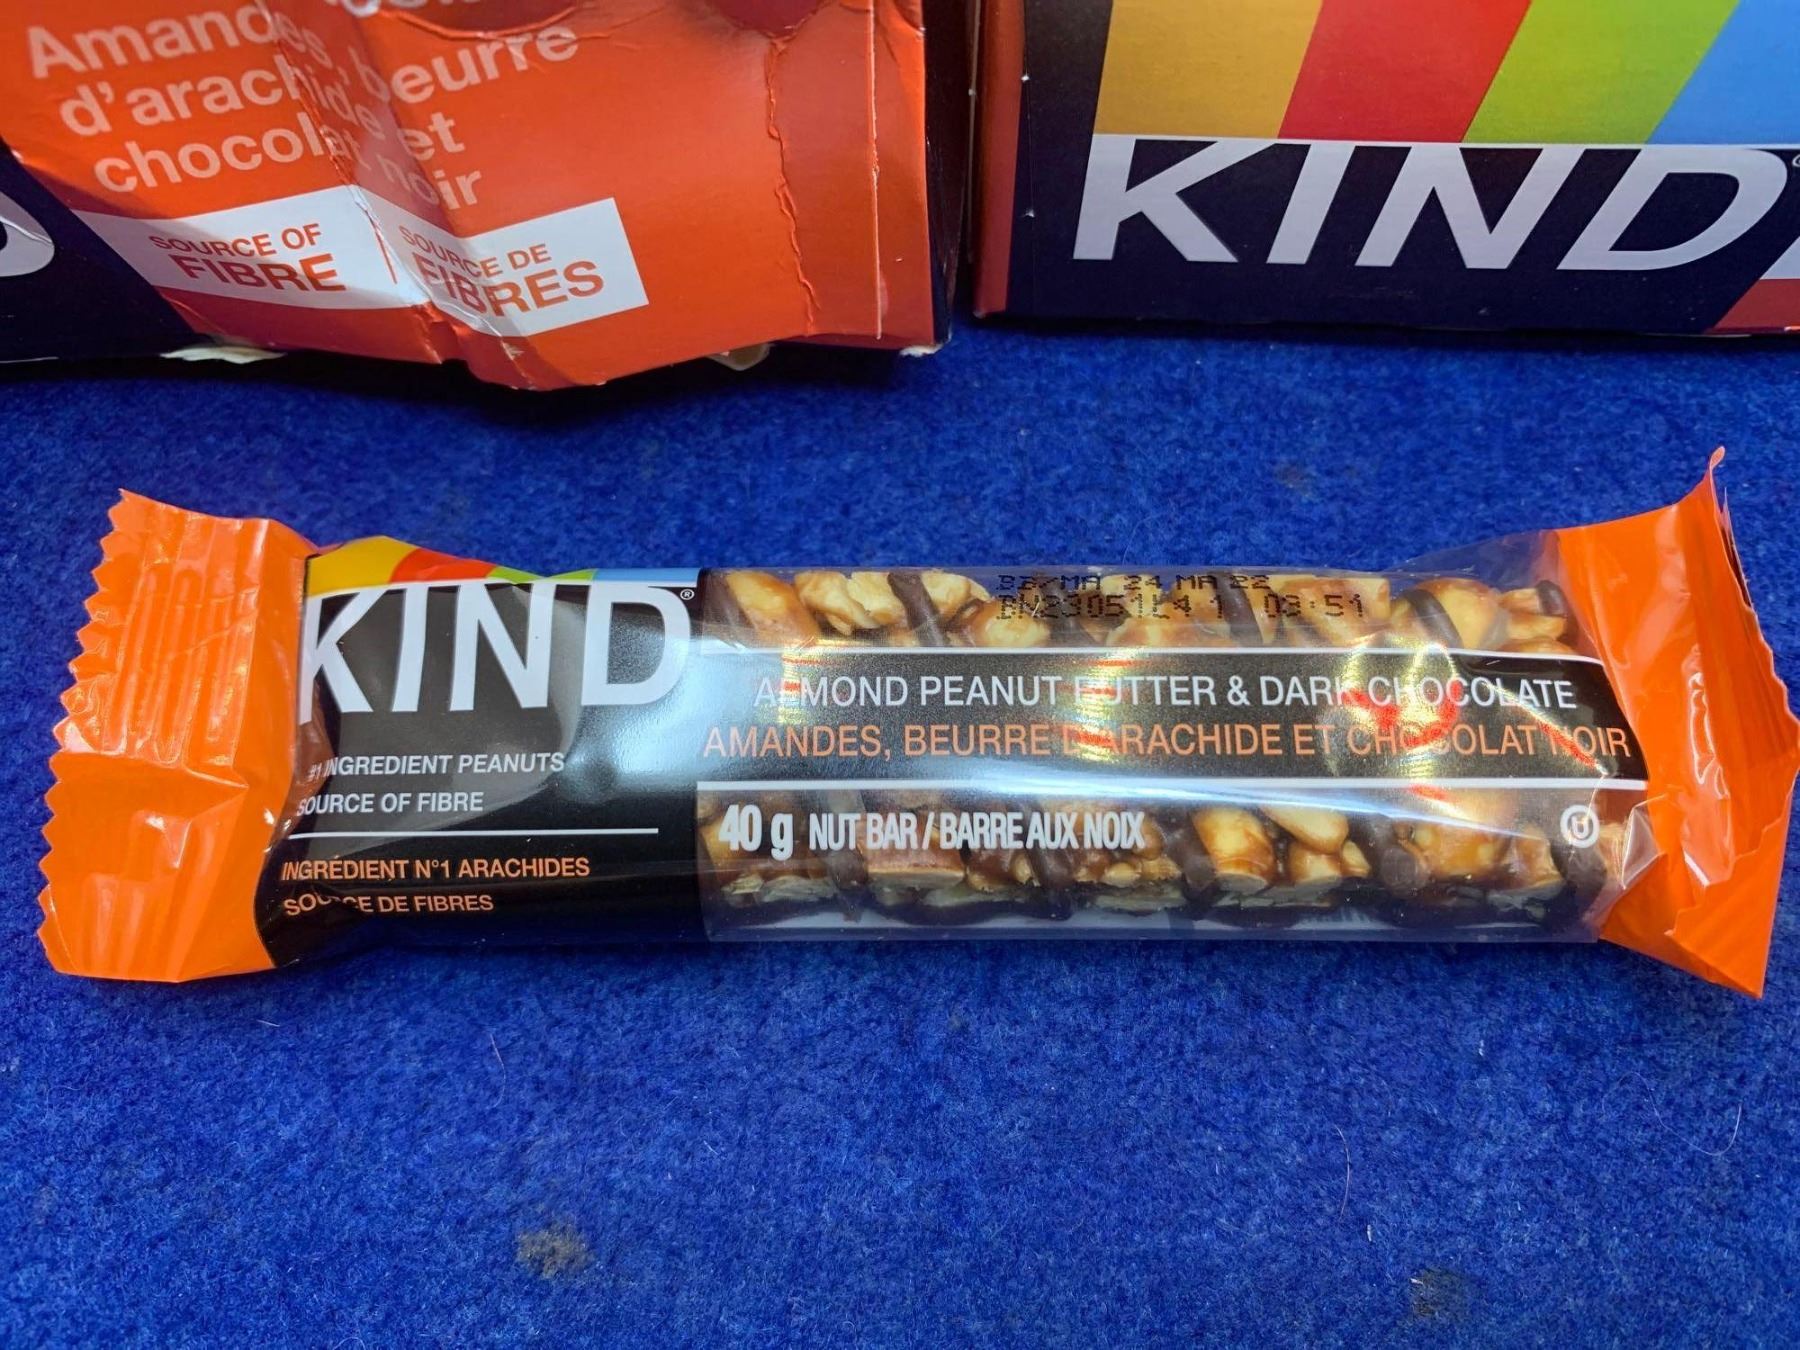 Amandes, beurre
d'arachide et
chocolat noir
SOURCE OF
FIBRE
SOURCE DE
FIBRES
KIND
KIND®
BB/MA 24 MA 22
03:51
ALMOND PEANUT BUTTER & DARK CHOCOLATE
AMANDES, BEURRE D'ARACHIDE ET CHOCOLAT NOIR
#1 INGREDIENT PEANUTS
SOURCE OF FIBRE
INGRÉDIENT N°1 ARACHIDES
SOURCE DE FIBRES
40 g NUT BAR / BARRE AUX NOIX
U